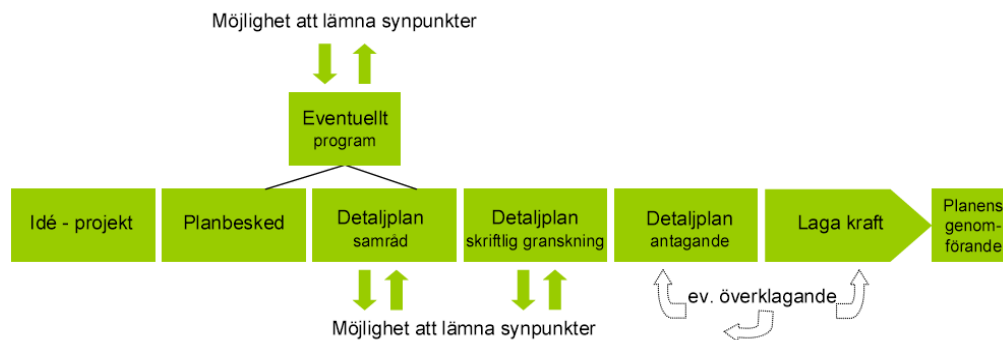 Möjlighet att lämna synpunkter
Eventuellt
program
Idé - projekt
Planbesked
Detaljplan
samråd
Detaljplan
skriftlig granskning
Detaljplan
antagande
Laga kraft
Planens
genom-
förande
ev. överklagande
Möjlighet att lämna synpunkter